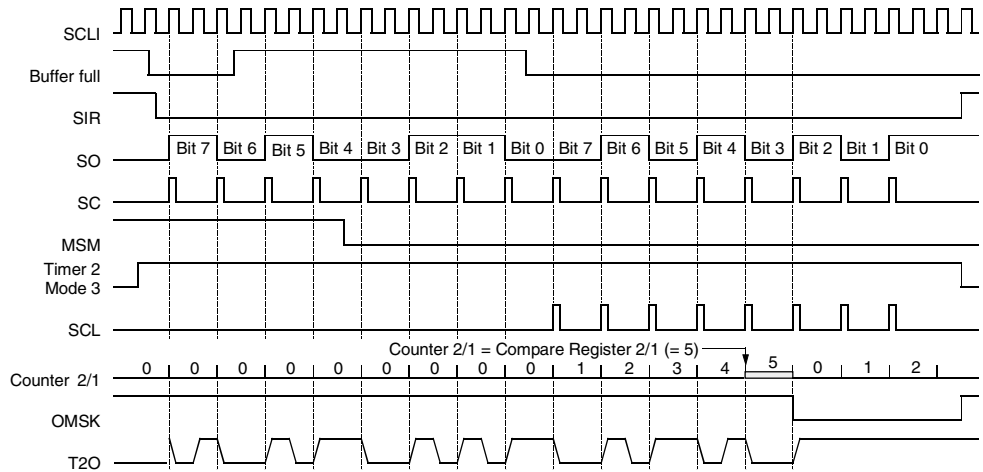 SCLI
Buffer full
SIR
SO Bit 7 Bit 6 Bit 5 Bit 4 Bit 3 Bit 2 Bit 1 Bit 0 Bit 7 Bit 6 Bit 5 Bit 4 Bit 3 Bit 2 Bit 1 Bit 0
SC
MSM
Timer 2
Mode 3
SCL
Counter 2/1 = Compare Register 2/1 (= 5)
Counter 2/1 0 0 0 0 0 0 0 0 0 1 2 3 4 5 0 1 2
OMSK
T2O